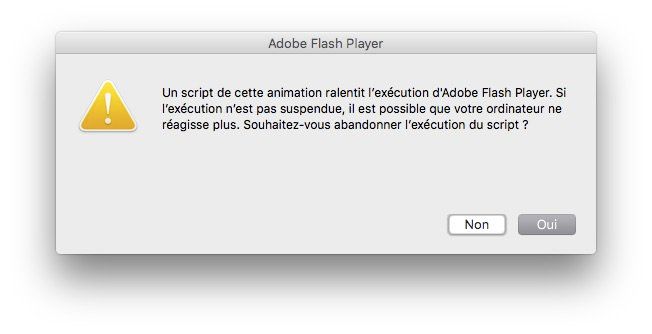 Adobe Flash Player
Un script de cette animation ralentit l’exécution d'Adobe Flash Player. Si
l’exécution n’est pas suspendue, il est possible que votre ordinateur ne
réagisse plus. Souhaitez-vous abandonner l’exécution du script ?
Non
Oui